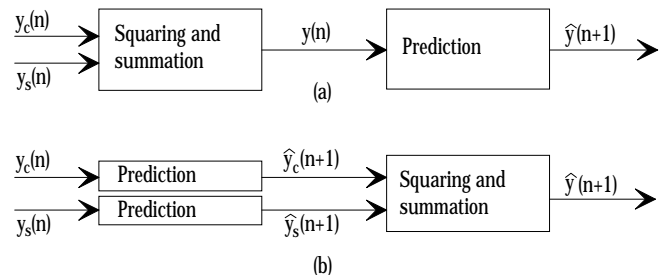 y_c(n)
y_s(n)
Squaring and
summation
y(n)
Prediction
ŷ(n+1)
(a)
y_c(n)
y_s(n)
Prediction
Prediction
ŷ_c(n+1)
ŷ_s(n+1)
Squaring and
summation
ŷ(n+1)
(b)